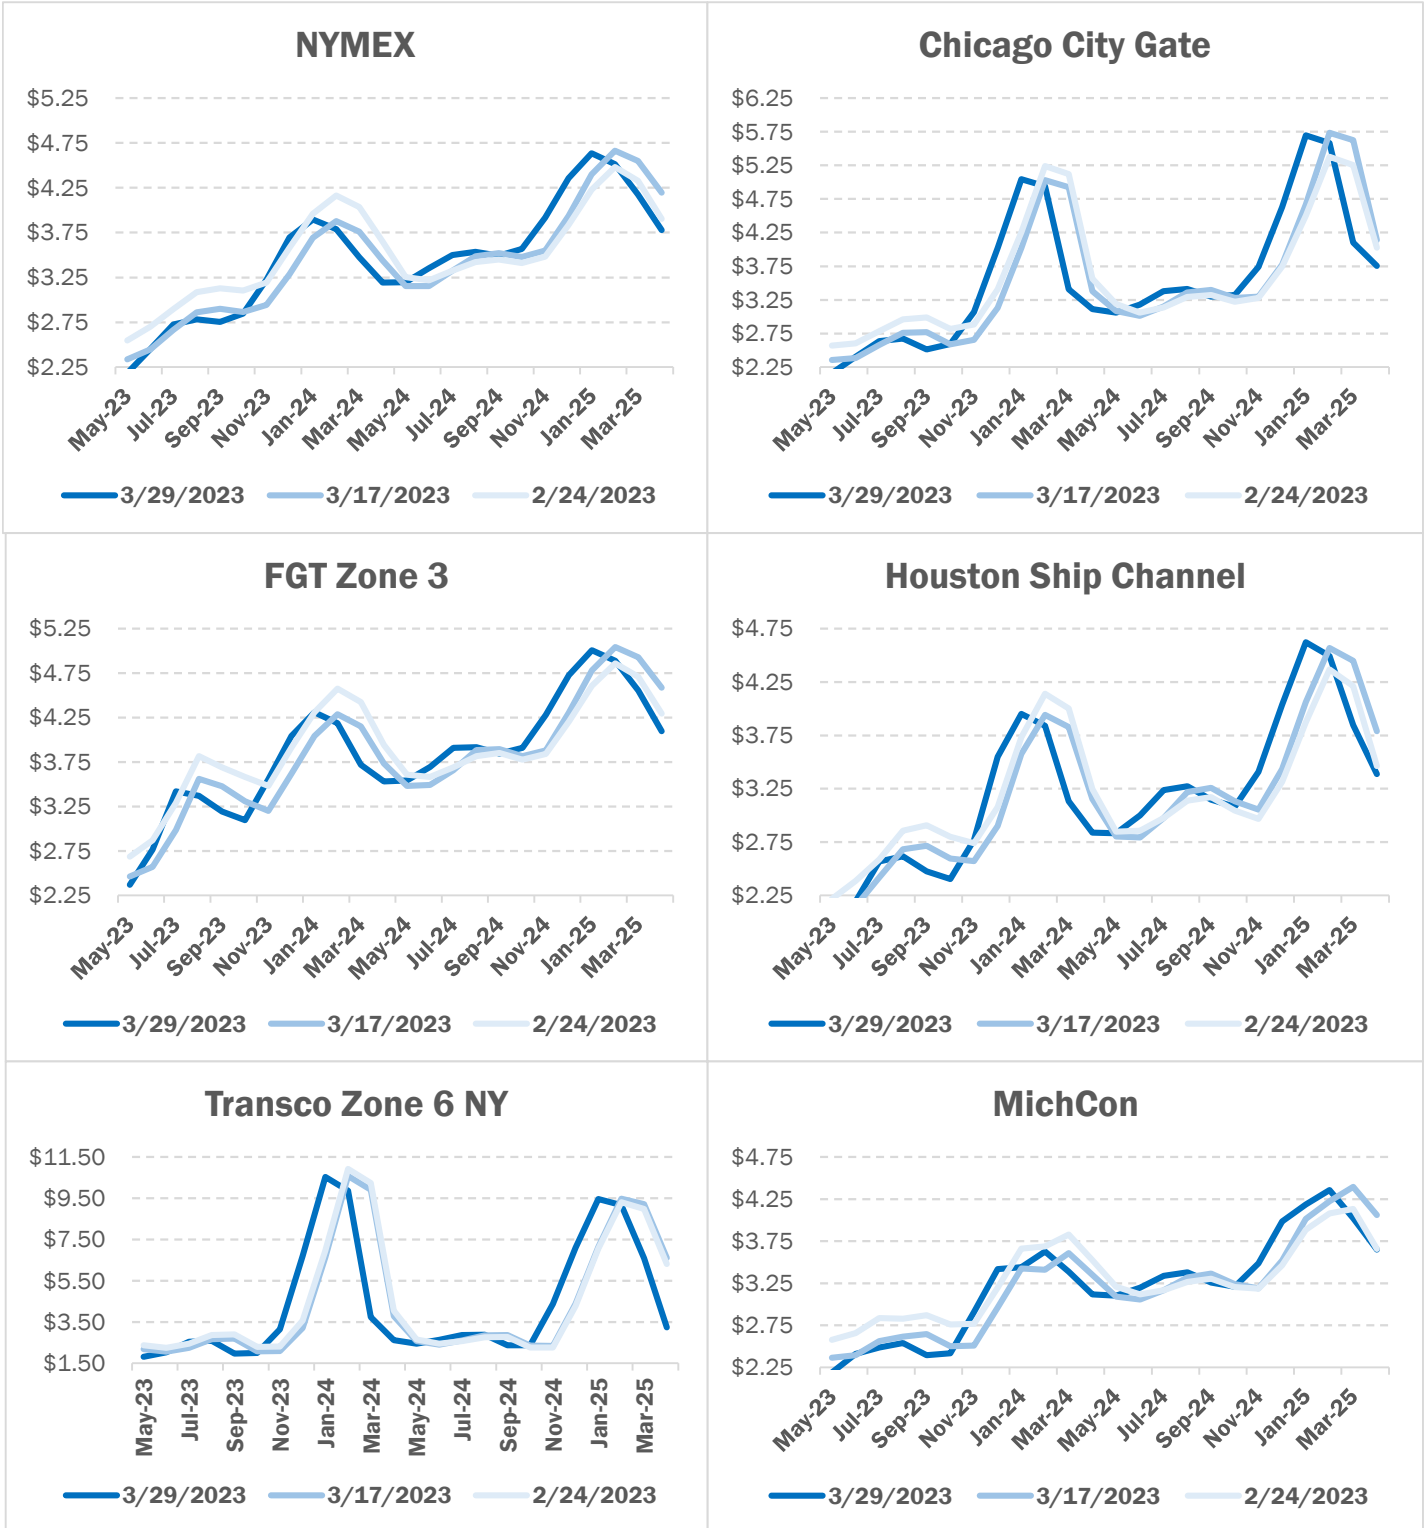 NYMEX
$5.25
$4.75
$4.25
$3.75
$3.25
$2.75
$2.25
May-23 Jul-23 Sep-23 Nov-23 Jan-24 Mar-24 May-24 Jul-24 Sep-24 Nov-24 Jan-25 Mar-25
3/29/2023 3/17/2023 2/24/2023
Chicago City Gate
$6.25
$5.75
$5.25
$4.75
$4.25
$3.75
$3.25
$2.75
$2.25
May-23 Jul-23 Sep-23 Nov-23 Jan-24 Mar-24 May-24 Jul-24 Sep-24 Nov-24 Jan-25 Mar-25
3/29/2023 3/17/2023 2/24/2023
FGT Zone 3
$5.25
$4.75
$4.25
$3.75
$3.25
$2.75
$2.25
May-23 Jul-23 Sep-23 Nov-23 Jan-24 Mar-24 May-24 Jul-24 Sep-24 Nov-24 Jan-25 Mar-25
3/29/2023 3/17/2023 2/24/2023
Houston Ship Channel
$4.75
$4.25
$3.75
$3.25
$2.75
$2.25
May-23 Jul-23 Sep-23 Nov-23 Jan-24 Mar-24 May-24 Jul-24 Sep-24 Nov-24 Jan-25 Mar-25
3/29/2023 3/17/2023 2/24/2023
Transco Zone 6 NY
$11.50
$9.50
$7.50
$5.50
$3.50
$1.50
May-23 Jul-23 Sep-23 Nov-23 Jan-24 Mar-24 May-24 Jul-24 Sep-24 Nov-24 Jan-25 Mar-25
3/29/2023 3/17/2023 2/24/2023
MichCon
$4.75
$4.25
$3.75
$3.25
$2.75
$2.25
May-23 Jul-23 Sep-23 Nov-23 Jan-24 Mar-24 May-24 Jul-24 Sep-24 Nov-24 Jan-25 Mar-25
3/29/2023 3/17/2023 2/24/2023